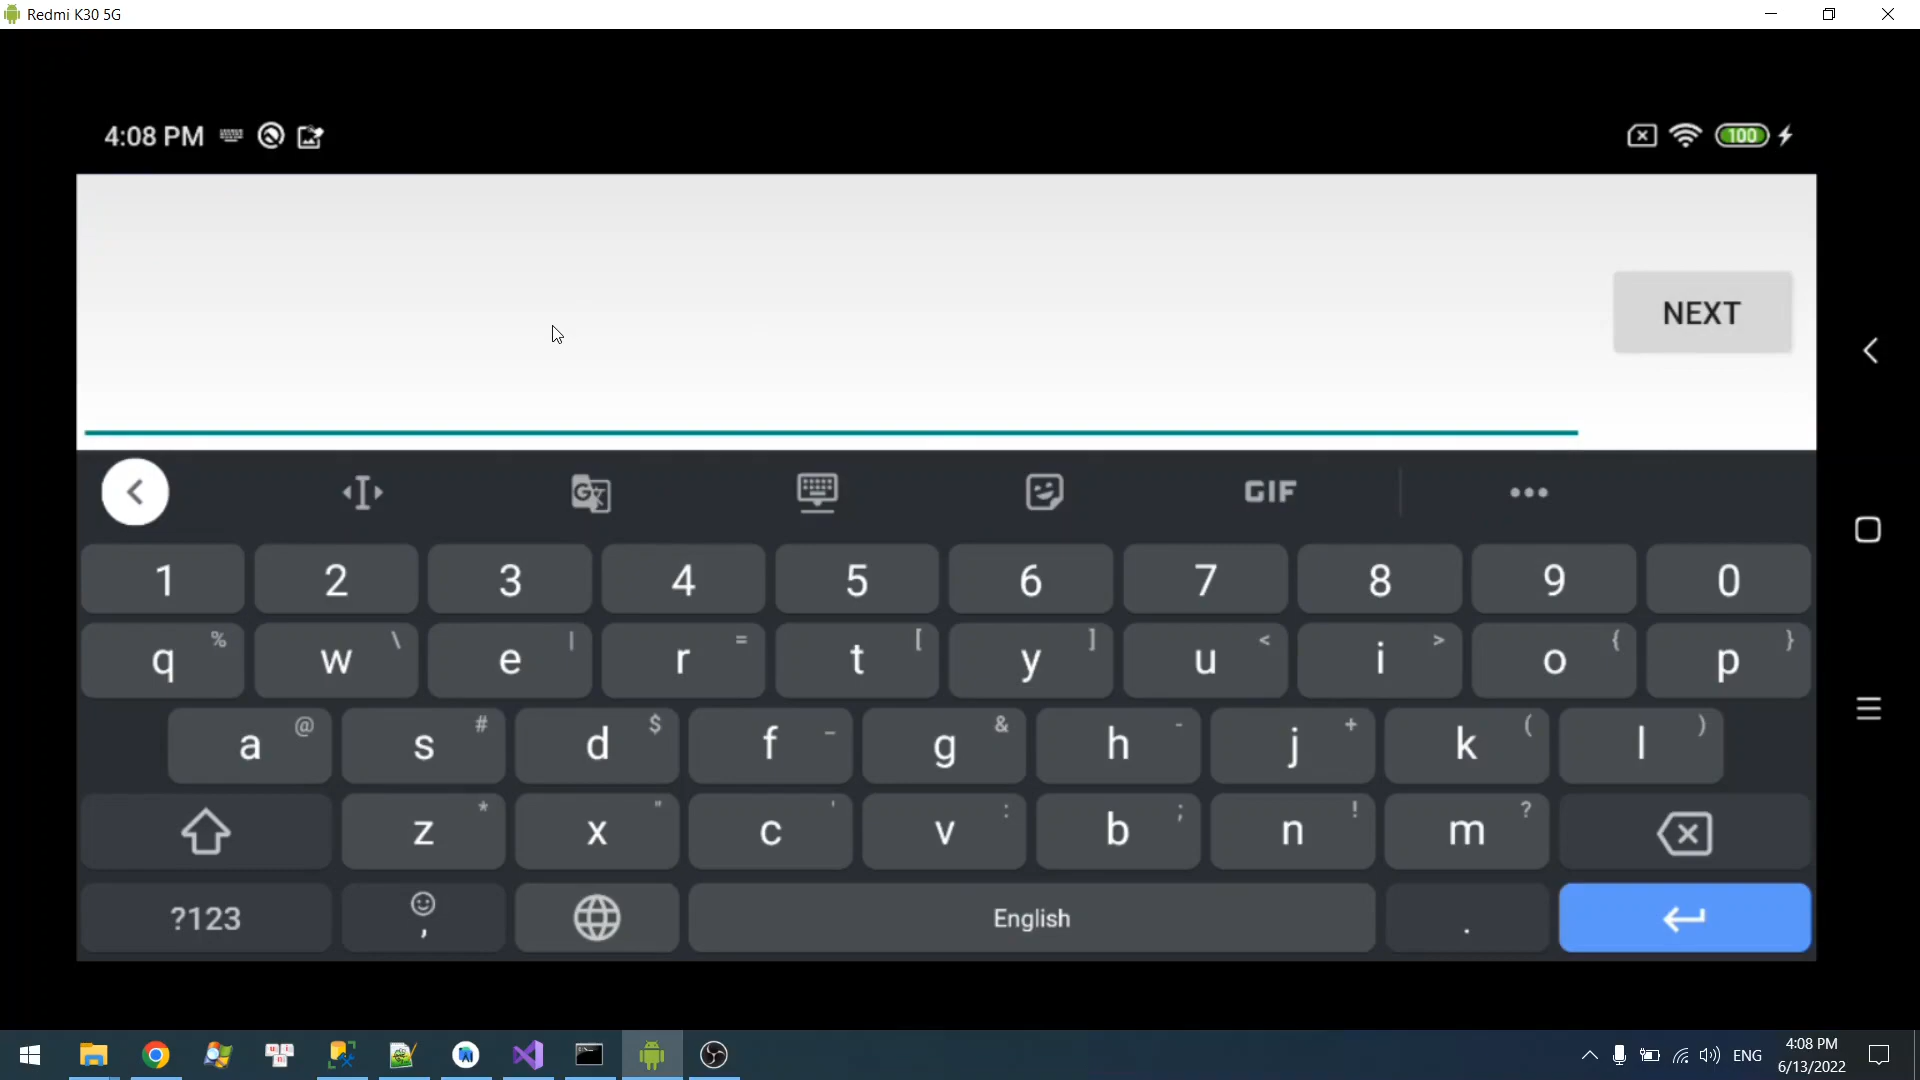 Redmi K30 5G
4:08 PM
100
NEXT
GIF
1 2 3 4 5 6 7 8 9 0
q % w \ e | r = t [ y ] u < i > o { p }
a @ s # d $ f _ g & h - j + k ( l )
z * x " c ' v : b ; n ! m ?
?123 , English .
ENG
4:08 PM
6/13/2022